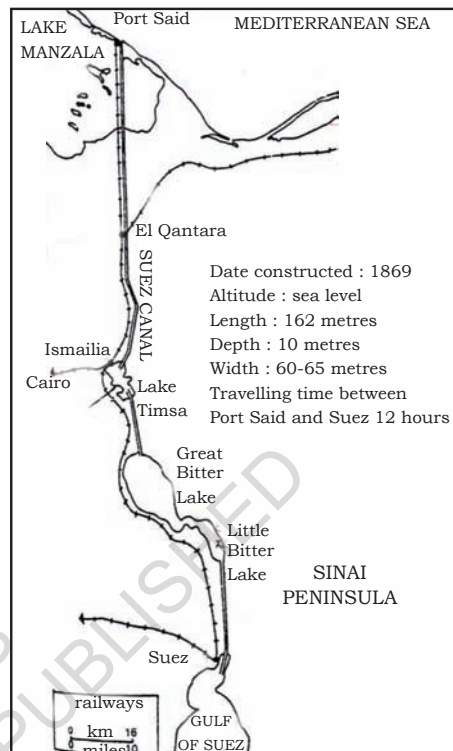 Port Said
LAKE
MANZALA
MEDITERRANEAN SEA
El Qantara
SUEZ CANAL
Date constructed : 1869
Altitude : sea level
Length : 162 metres
Depth : 10 metres
Width : 60-65 metres
Travelling time between
Port Said and Suez 12 hours
Ismailia
Cairo
Lake
Timsa
Great
Bitter
Lake
Little
Bitter
Lake
SINAI
PENINSULA
Suez
railways
0 km 16
miles 10
GULF
OF SUEZ
PUBLISHED